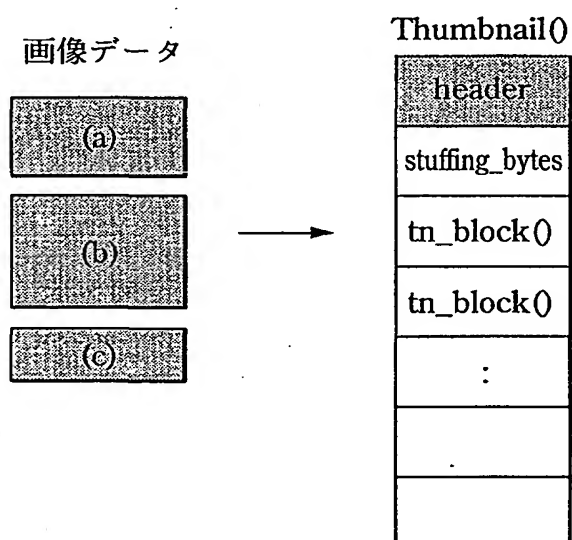 画像データ
(a)
(b)
(c)
Thumbnail()
header
stuffing_bytes
tn_block()
tn_block()
: